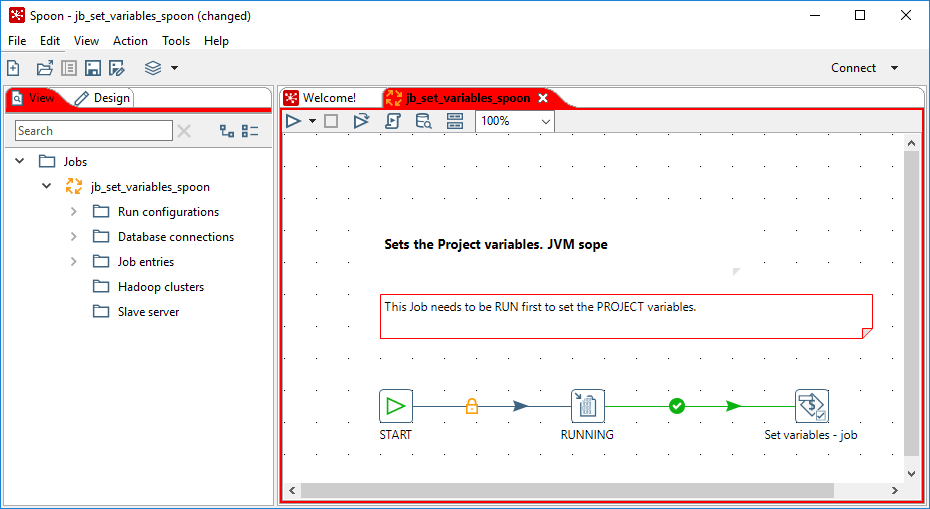 Spoon - jb_set_variables_spoon (changed)
File Edit View Action Tools Help
Connect
View Design
Welcome! jb_set_variables_spoon
Search
100%
Jobs
jb_set_variables_spoon
Run configurations
Database connections
Job entries
Hadoop clusters
Slave server
Sets the Project variables. JVM sope
This Job needs to be RUN first to set the PROJECT variables.
START RUNNING Set variables - job